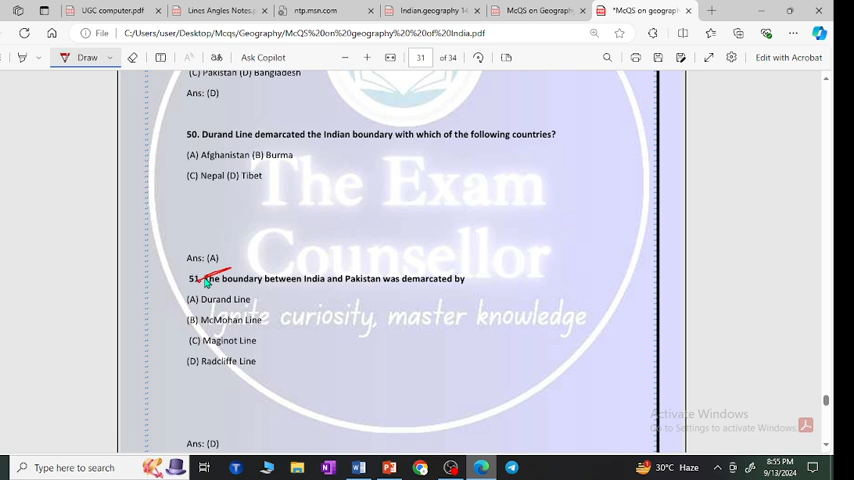 UGC computer.pdf
Lines Angles Notes.p
ntp.msn.com
Indian.geography 14
McQS on Geography
*McQS on geograph
File
C:/Users/user/Desktop/Mcqs/Geography/McQS%20on%20geography%20%20of%20India.pdf
Draw
Ask Copilot
31
of 34
Edit with Acrobat
(C) Pakistan (D) Bangladesh
Ans: (D)
50. Durand Line demarcated the Indian boundary with which of the following countries?
(A) Afghanistan (B) Burma
(C) Nepal (D) Tibet
The Exam
Counsellor
Ignite curiosity, master knowledge
Ans: (A)
51. The boundary between India and Pakistan was demarcated by
(A) Durand Line
(B) McMohan Line
(C) Maginot Line
(D) Radcliffe Line
Ans: (D)
Activate Windows
Go to Settings to activate Windows.
Type here to search
30°C Haze
8:55 PM
9/13/2024